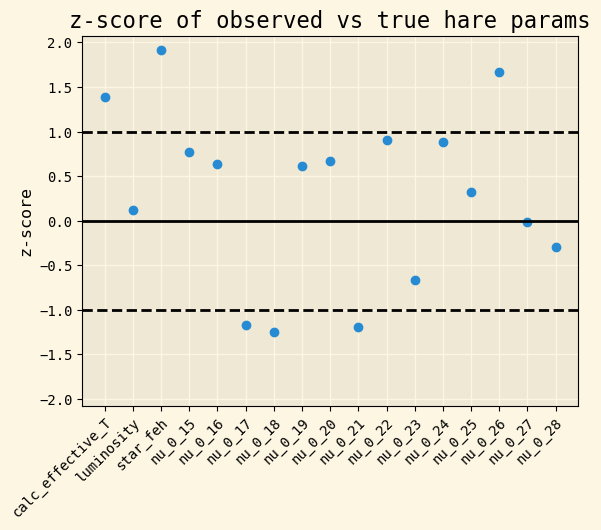 z-score of observed vs true hare params
z-score
2.0
1.5
1.0
0.5
0.0
−0.5
−1.0
−1.5
−2.0
calc_effective_T
luminosity
star_feh
nu_0_15
nu_0_16
nu_0_17
nu_0_18
nu_0_19
nu_0_20
nu_0_21
nu_0_22
nu_0_23
nu_0_24
nu_0_25
nu_0_26
nu_0_27
nu_0_28